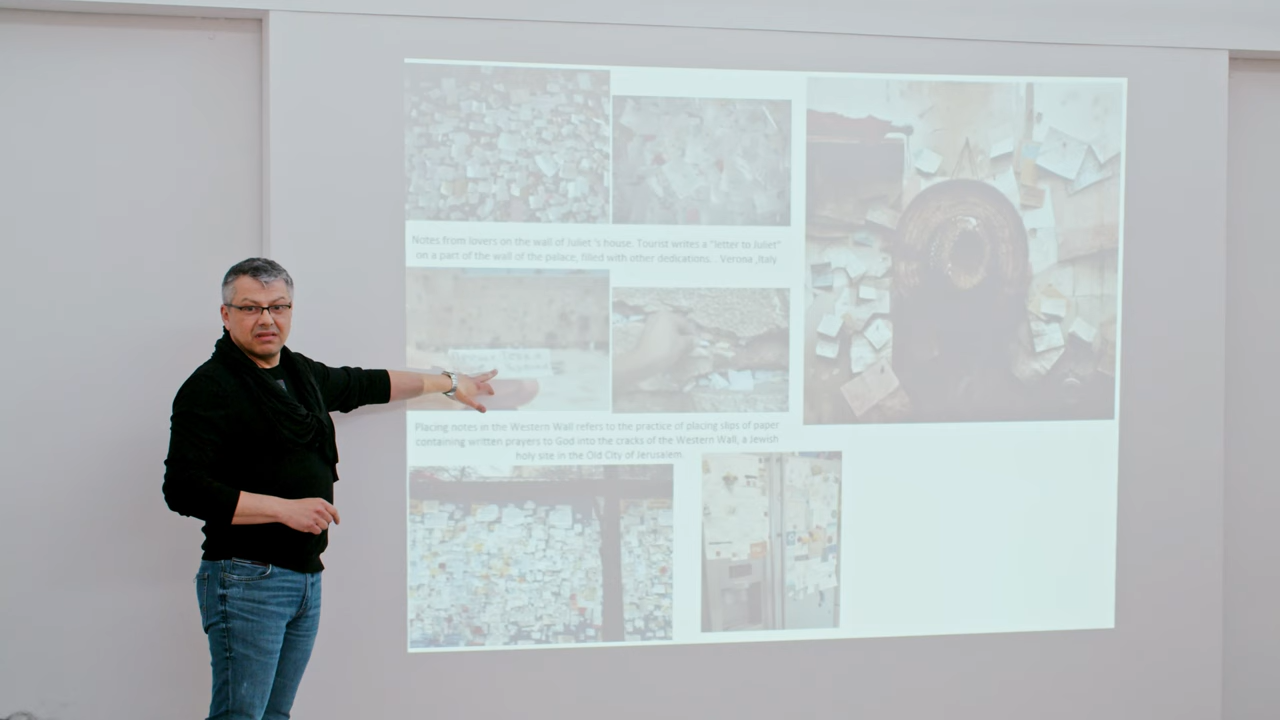 Notes from lovers on the wall of Juliet 's house. Tourist writes a "letter to Juliet"
on a part of the wall of the palace, filled with other dedications, . Verona ,Italy
Placing notes in the Western Wall refers to the practice of placing slips of paper
containing written prayers to God into the cracks of the Western Wall, a Jewish
holy site in the Old City of Jerusalem.